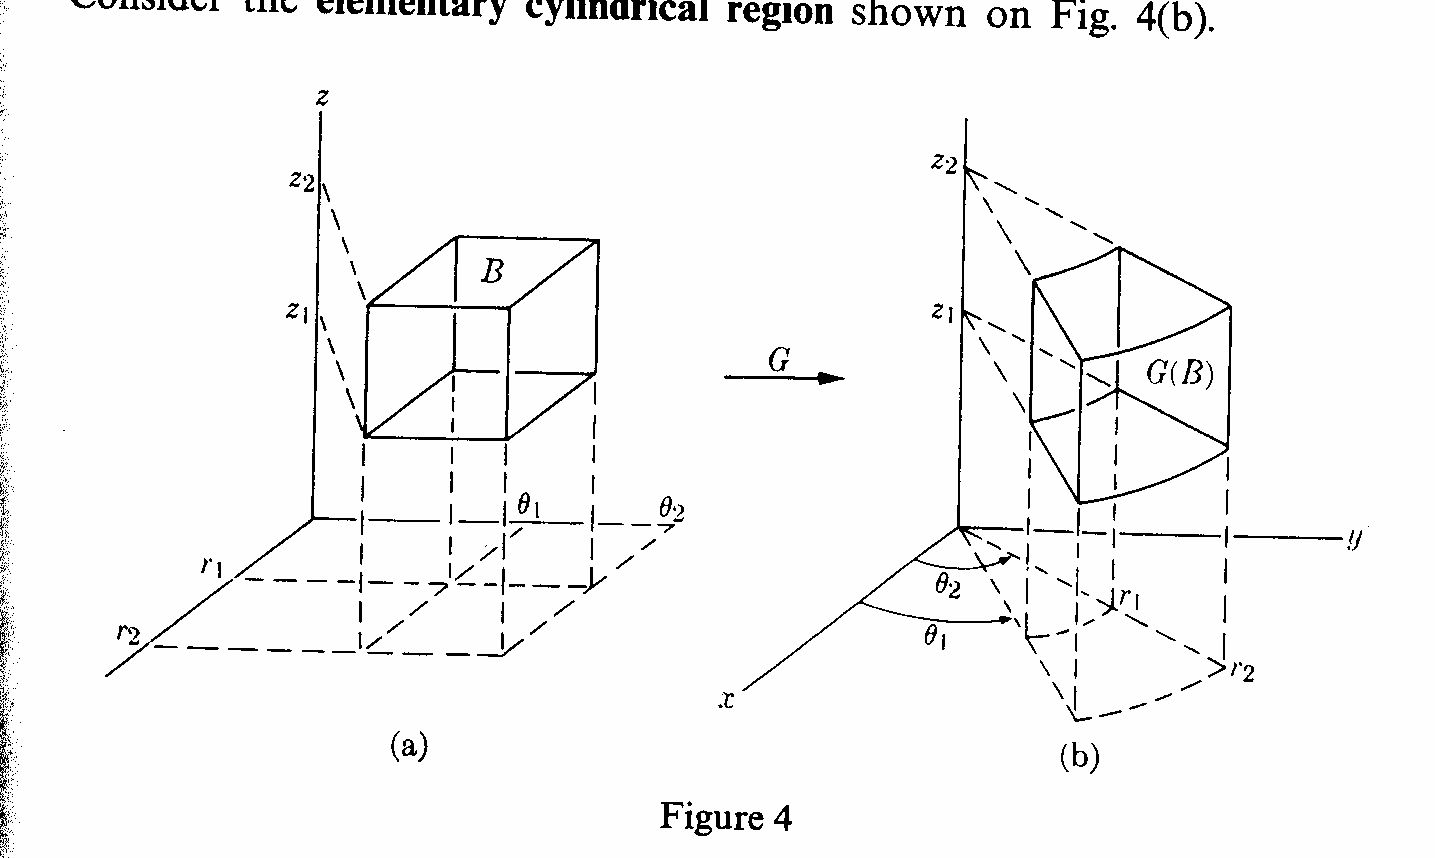 Consider the elementary cylindrical region shown on Fig. 4(b).
z
z2
z1
B
θ1
θ2
r1
r2
(a)
G
z2
z1
G(B)
y
θ2
r1
θ1
r2
x
(b)
Figure 4